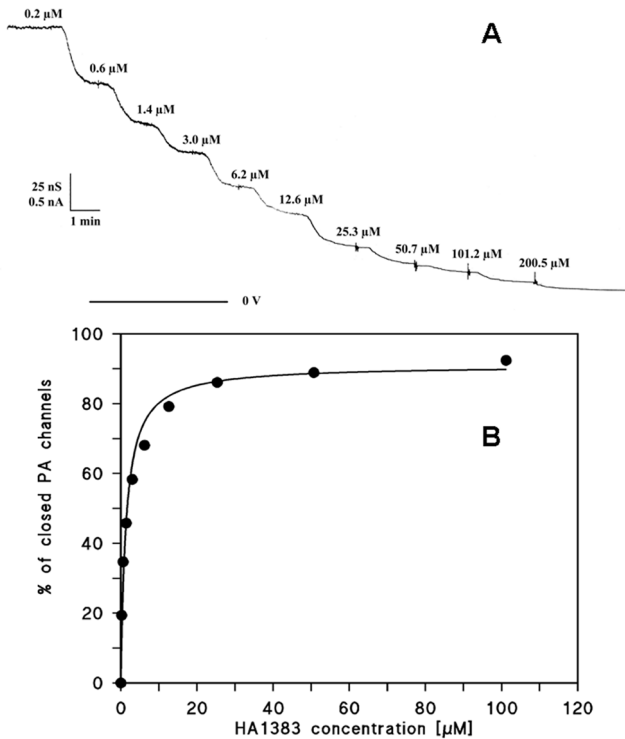 0.2 µM
A
0.6 µM
1.4 µM
3.0 µM
6.2 µM
12.6 µM
25.3 µM
50.7 µM
101.2 µM
200.5 µM
25 nS
0.5 nA
1 min
0 V
100
80
60
40
20
0
% of closed PA channels
B
0 20 40 60 80 100 120
HA1383 concentration [µM]